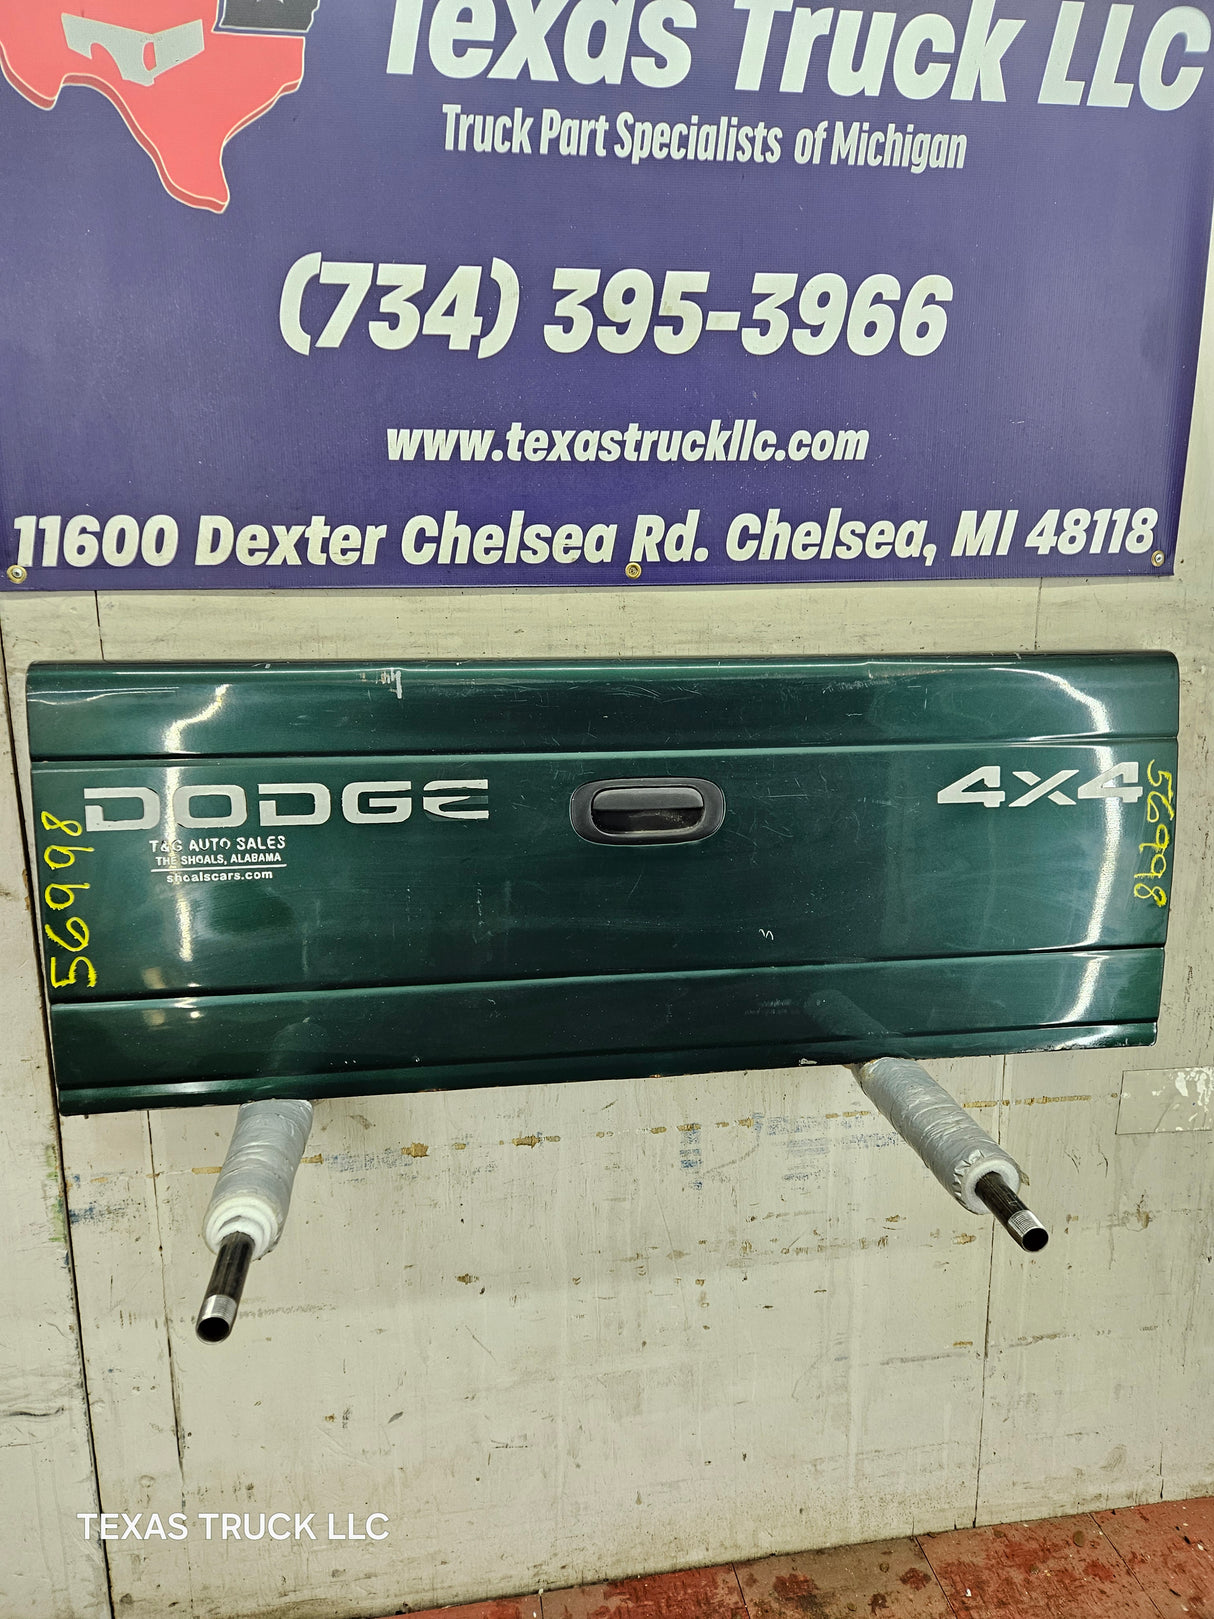 Texas Truck LLC
Truck Part Specialists of Michigan
(734) 395-3966
www.texastruckllc.com
11600 Dexter Chelsea Rd. Chelsea, MI 48118
DODGE
4X4
T&G AUTO SALES
THE SHOALS, ALABAMA
shoalscars.com
56998
56998
TEXAS TRUCK LLC